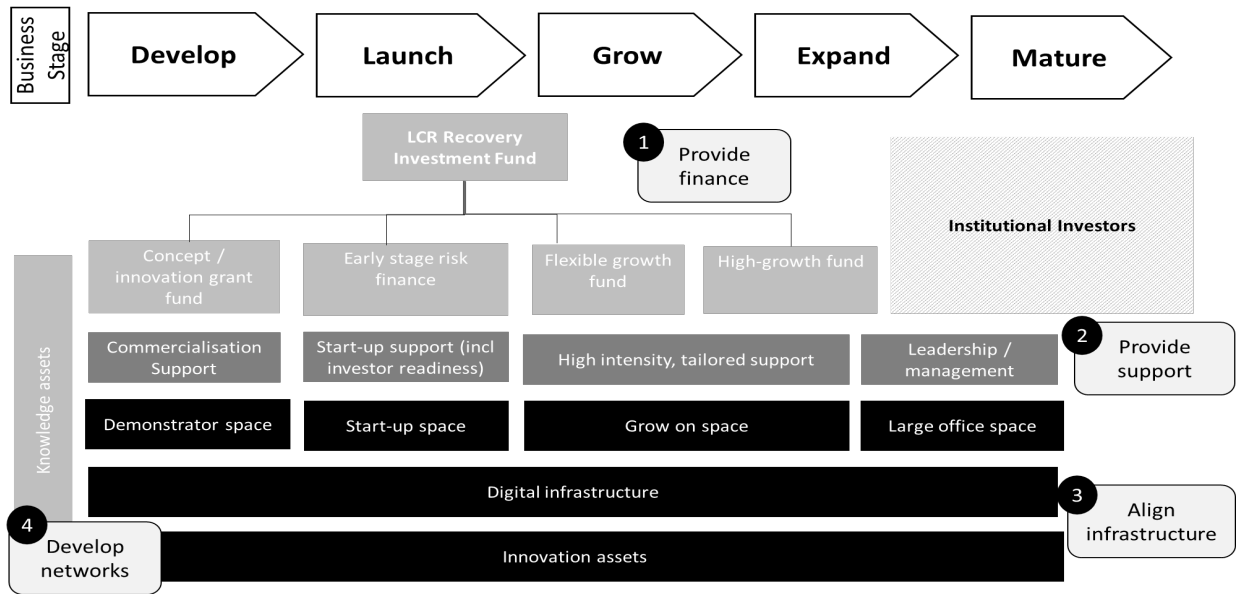 Business
Stage
Develop
Launch
Grow
Expand
Mature
LCR Recovery
Investment Fund
1
Provide
finance
Institutional Investors
Concept /
innovation grant
fund
Early stage risk
finance
Flexible growth
fund
High-growth fund
Knowledge assets
Commercialisation
Support
Start-up support (incl
investor readiness)
High intensity, tailored support
Leadership /
management
2
Provide
support
Demonstrator space
Start-up space
Grow on space
Large office space
Digital infrastructure
3
Align
infrastructure
4
Develop
networks
Innovation assets